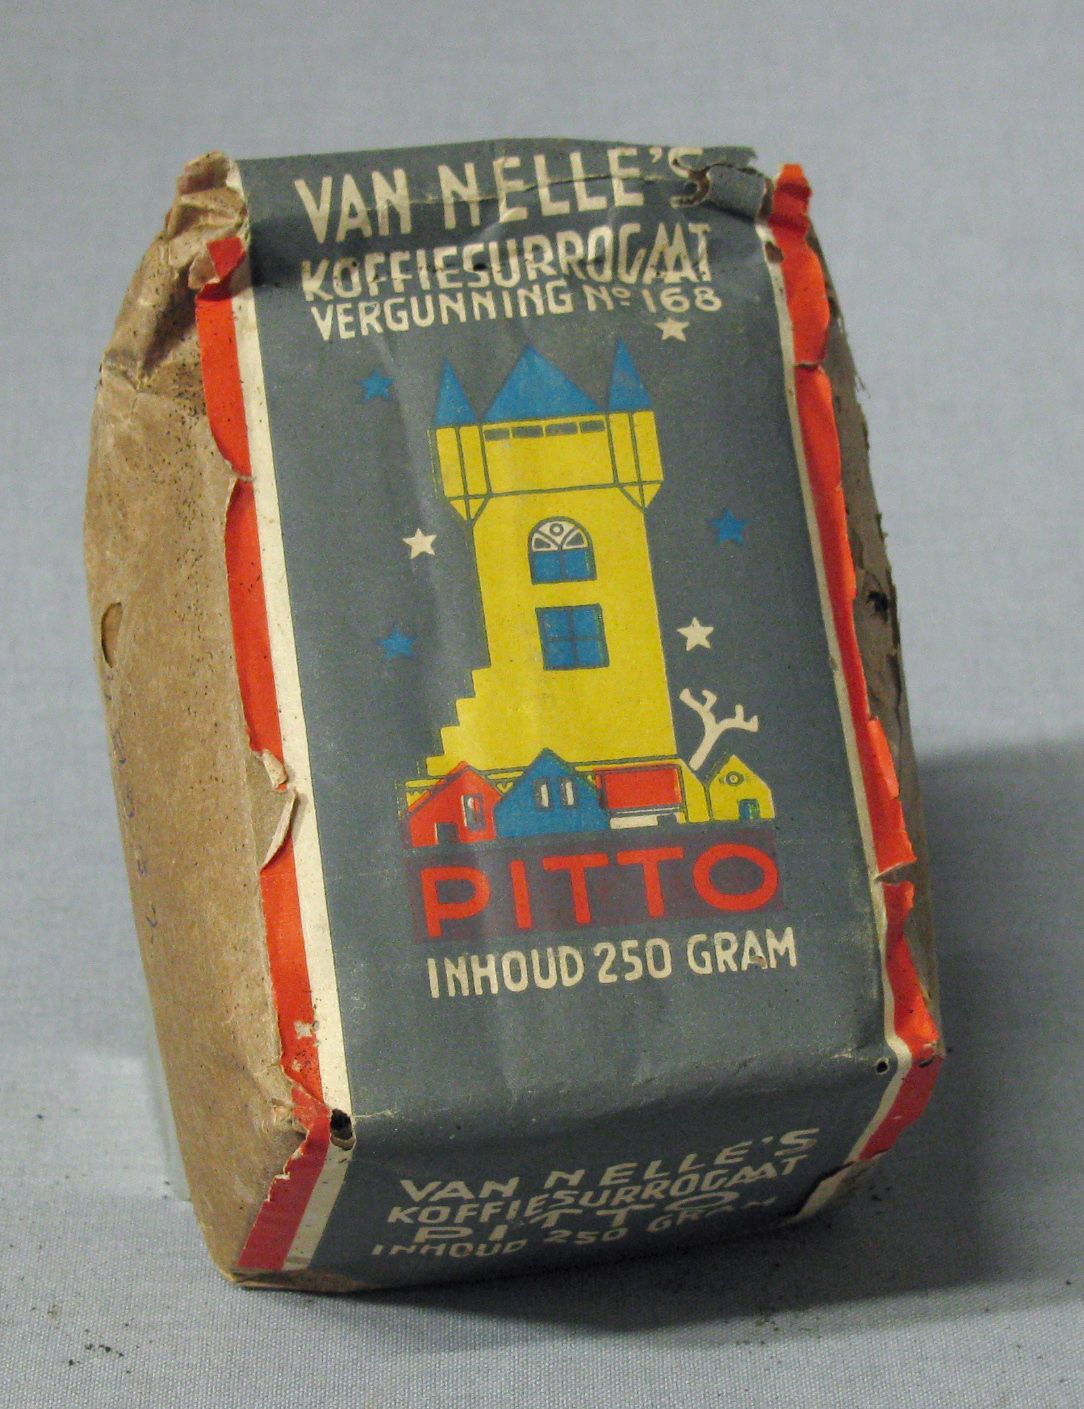 VAN NELLE'S
KOFFIESURROGAAT
VERGUNNING No 168
PITTO
INHOUD 250 GRAM
VAN NELLE'S
KOFFIESURROGAAT
PITTO
INHOUD 250 GRAM